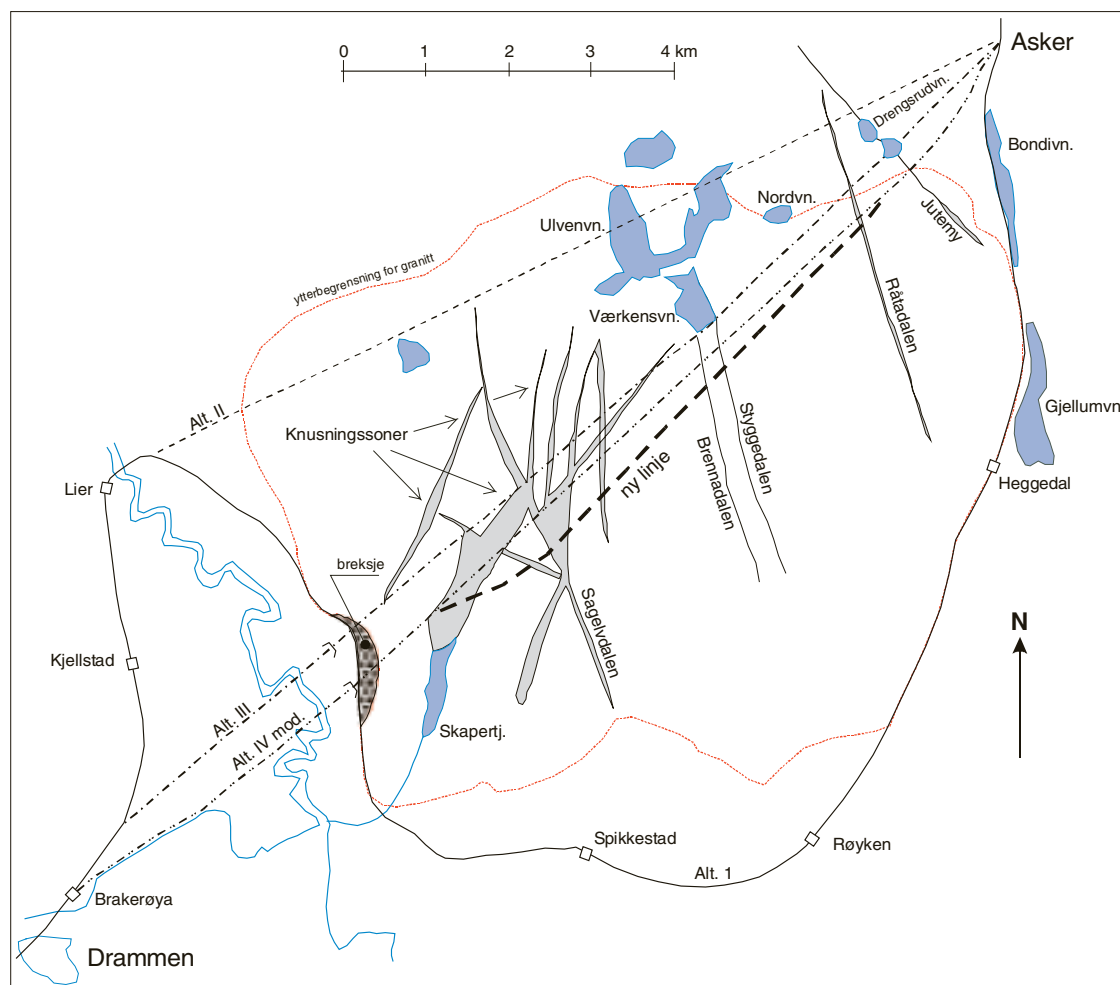 Asker
0 1 2 3 4 km
Drengsrudvn.
Bondivn.
Nordvn.
Jutemy
Ulvenvn.
ytterbegrensning for granitt
Råtadalen
Værkensvn.
Alt. II
Knusningssoner
Gjellumvn
Styggedalen
Brennadalen
ny linje
Heggedal
Lier
breksje
Sagelvdalen
N
Kjellstad
Alt. III
Alt. IV mod.
Skapertj.
Spikkestad
Røyken
Alt. 1
Brakerøya
Drammen